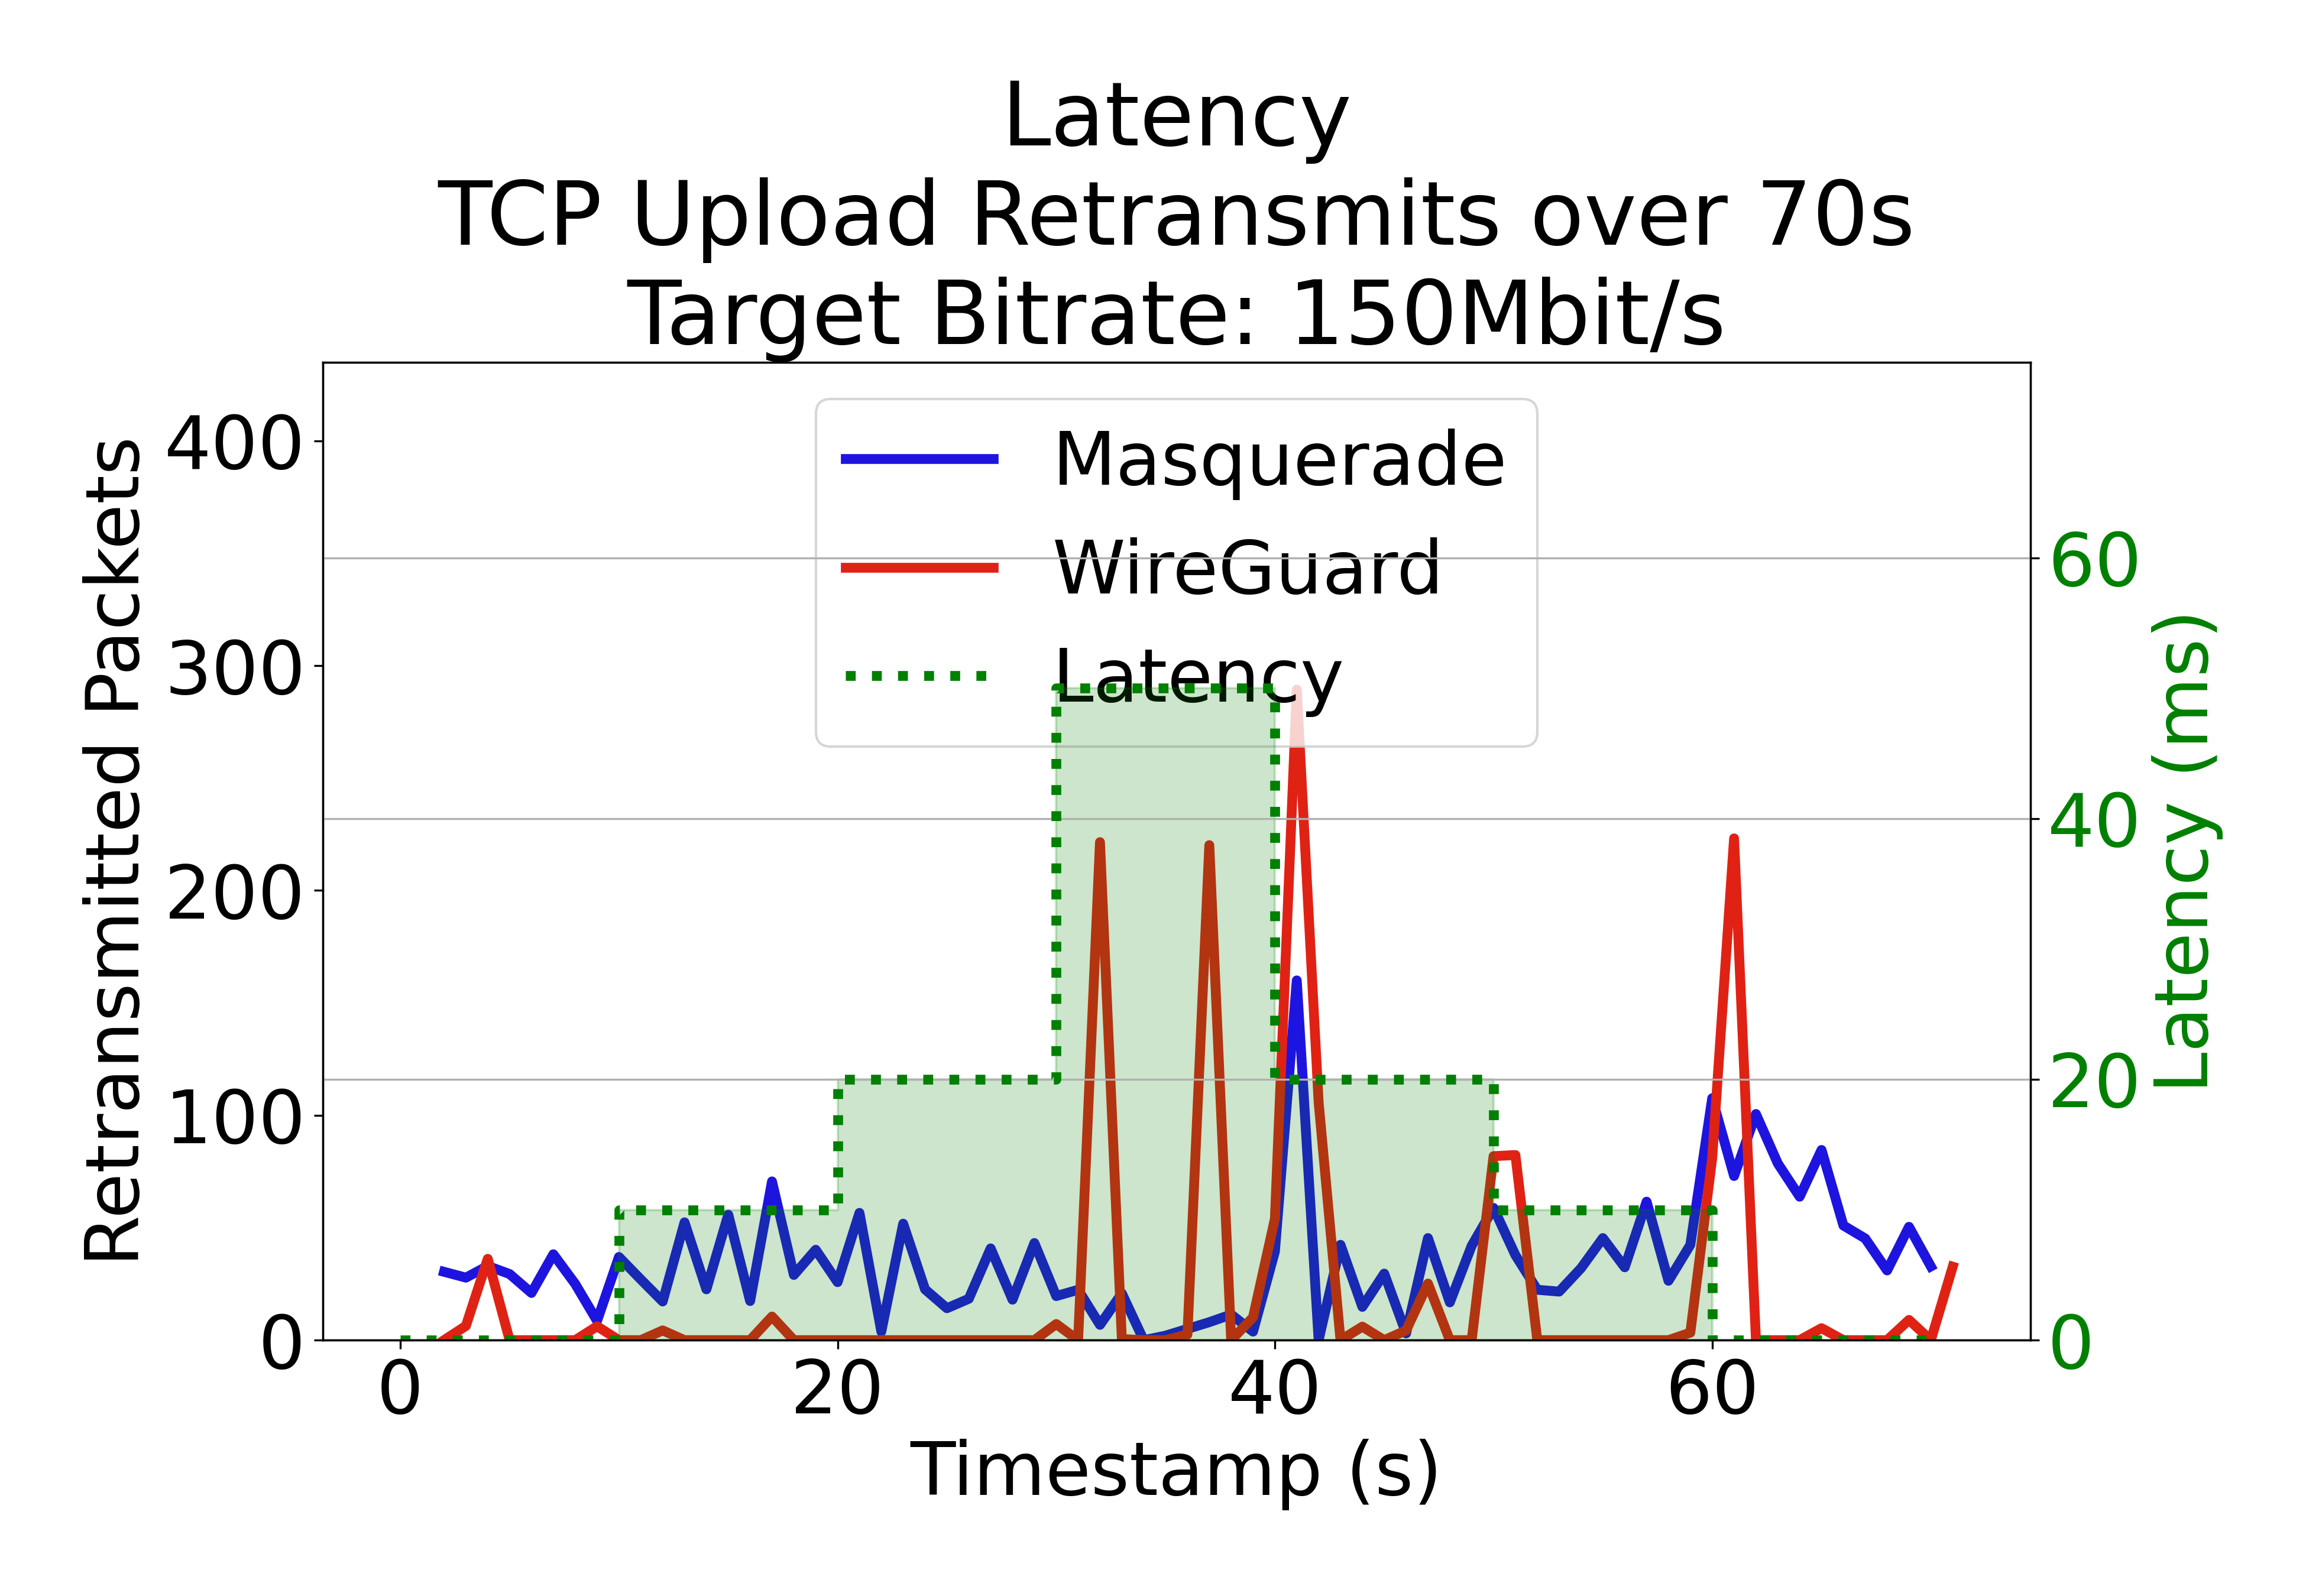 Latency
TCP Upload Retransmits over 70s
Target Bitrate: 150Mbit/s
Retransmitted Packets
400
300
200
100
0
Masquerade
WireGuard
Latency
60
40
20
0
Latency (ms)
0
20
40
60
Timestamp (s)